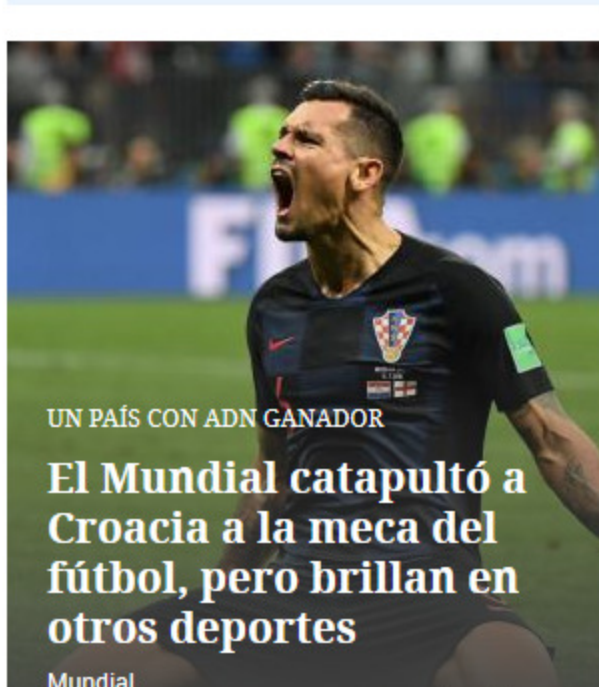 UN PAÍS CON ADN GANADOR
El Mundial catapultó a
Croacia a la meca del
fútbol, pero brillan en
otros deportes
Mundial